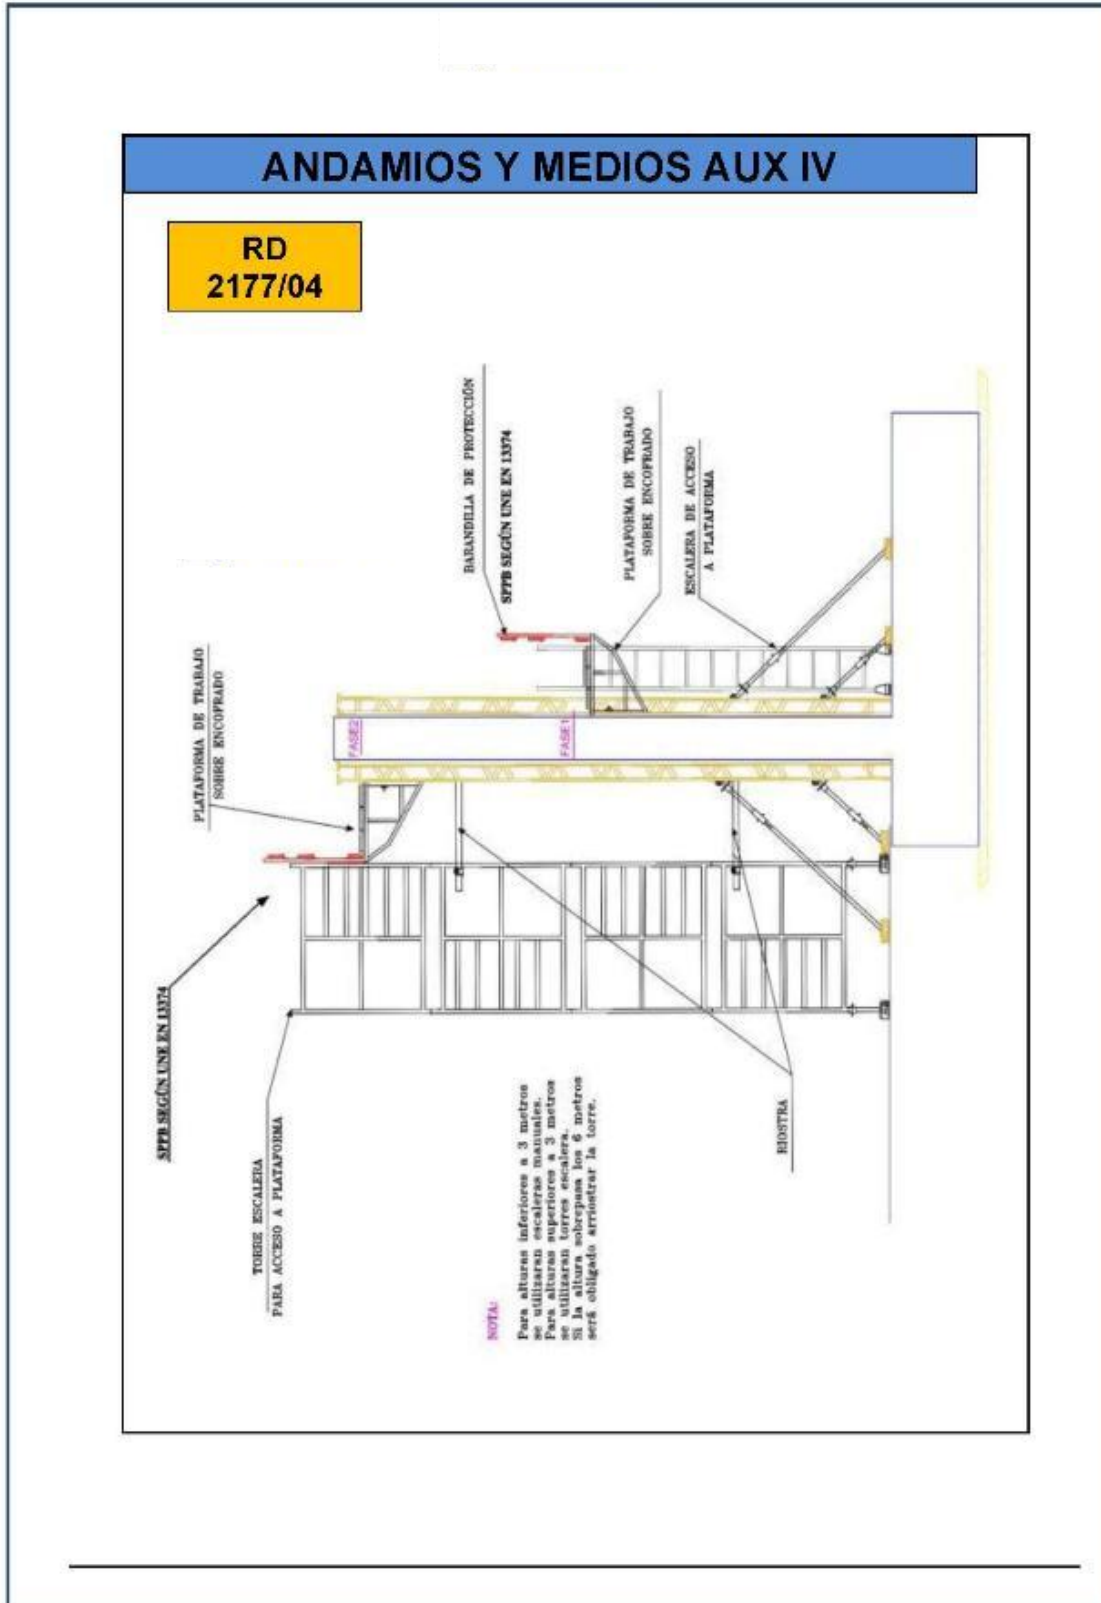 ANDAMIOS Y MEDIOS AUX IV
RD
2177/04
SPPB SEGÚN UNE EN 13374
PLATAFORMA DE TRABAJO
SOBRE ENCOFRADO
BARANDILLA DE PROTECCIÓN
SPPB SEGÚN UNE EN 13374
PLATAFORMA DE TRABAJO
SOBRE ENCOFRADO
ESCALERA DE ACCESO
A PLATAFORMA
FASE2
FASE1
TORRE ESCALERA
PARA ACCESO A PLATAFORMA
RIOSTRA
NOTA:
Para alturas inferiores a 3 metros
se utilizaran escaleras manuales.
Para alturas superiores a 3 metros
se utilizaran torres escalera.
Si la altura sobrepasa los 6 metros
será obligado arriostrar la torre.